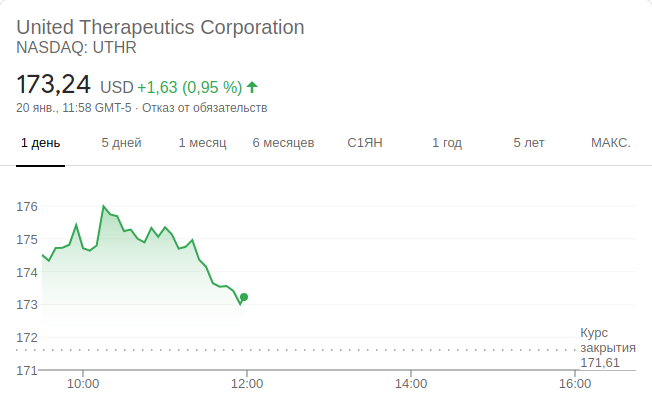 United Therapeutics Corporation
NASDAQ: UTHR
173,24 USD +1,63 (0,95 %)
20 янв., 11:58 GMT-5 · Отказ от обязательств
1 день 5 дней 1 месяц 6 месяцев С1ЯН 1 год 5 лет МАКС.
176
175
174
173
172
171
Курс
закрытия
171,61
10:00 12:00 14:00 16:00